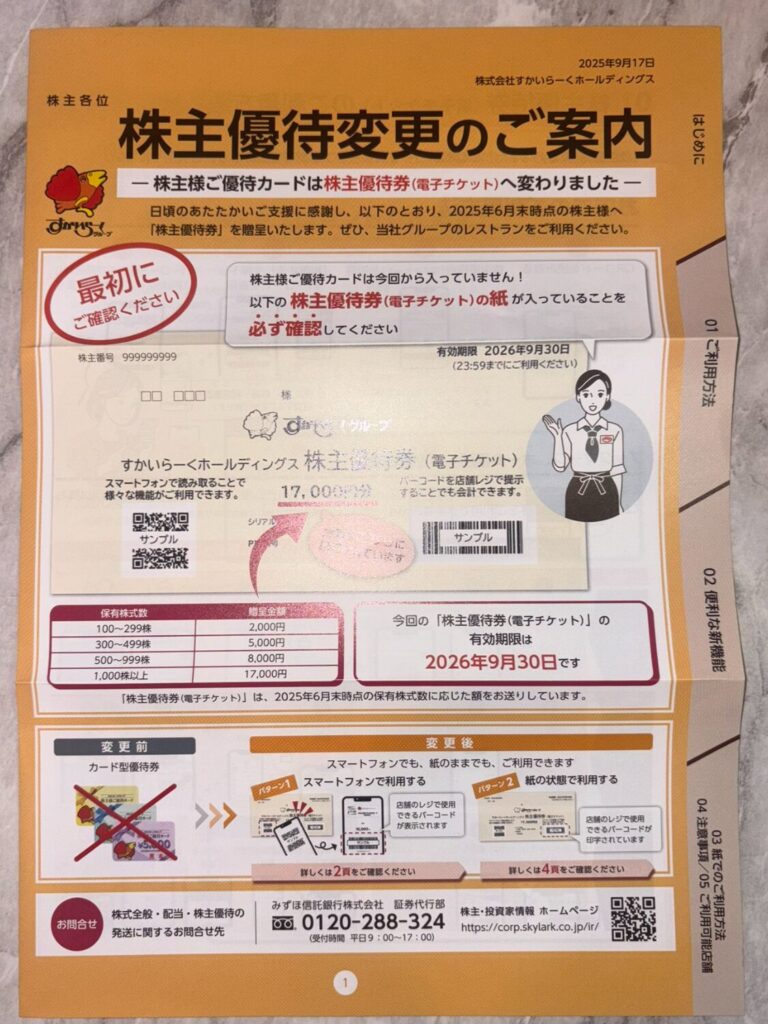 2025年9月17日
株式会社すかいらーくホールディングス
株主各位
株主優待変更のご案内
― 株主様ご優待カードは株主優待券(電子チケット)へ変わりました ―
すかいらーくグループ
日頃のあたたかいご支援に感謝し、以下のとおり、2025年6月末時点の株主様へ
「株主優待券」を贈呈いたします。ぜひ、当社グループのレストランをご利用ください。
はじめに
最初に
ご確認ください
株主様ご優待カードは今回から入っていません!
以下の 株主優待券(電子チケット)の紙 が入っていることを
必ず確認してください
株主番号 999999999
有効期限 2026年9月30日
(23:59までにご利用ください)
□□ □□□ 様
すかいらーくグループ
すかいらーくホールディングス 株主優待券(電子チケット)
スマートフォンで読み取ることで
様々な機能がご利用できます。
17,000円分
バーコードを店舗レジで提示
することでも会計できます。
サンプル
シリアル
サンプル
01 ご利用方法
保有株式数 贈呈金額
100~299株 2,000円
300~499株 5,000円
500~999株 8,000円
1,000株以上 17,000円
今回の「株主優待券(電子チケット)」の
有効期限は
2026年9月30日です
「株主優待券(電子チケット)」は、2025年6月末時点の保有株式数に応じた額をお送りしています。
02 便利な新機能
変更前
カード型優待券
¥5,000
変更後
スマートフォンでも、紙のままでも、ご利用できます
パターン1 スマートフォンで利用する
店舗のレジで使用
できるバーコードが
表示されます
詳しくは2頁をご確認ください
パターン2 紙の状態で利用する
店舗のレジで使用
できるバーコードが
印字されています
詳しくは4頁をご確認ください
03 紙でのご利用方法
04 注意事項/05 ご利用可能店舗
お問合せ
株式全般・配当・株主優待の
発送に関するお問合せ先
みずほ信託銀行株式会社 証券代行部
0120-288-324
(受付時間 平日9:00~17:00)
株主・投資家情報 ホームページ
https://corp.skylark.co.jp/ir/
1